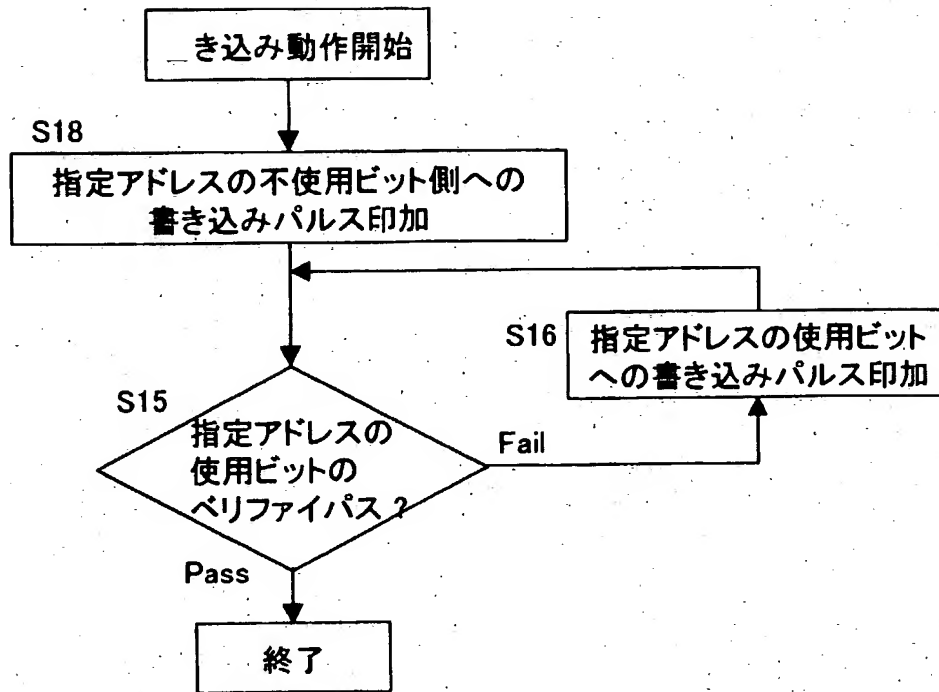 _き込み動作開始
S18
指定アドレスの不使用ビット側への
書き込みパルス印加
S16
指定アドレスの使用ビット
への書き込みパルス印加
S15
指定アドレスの
使用ビットの
ベリファイパス?
Fail
Pass
終了